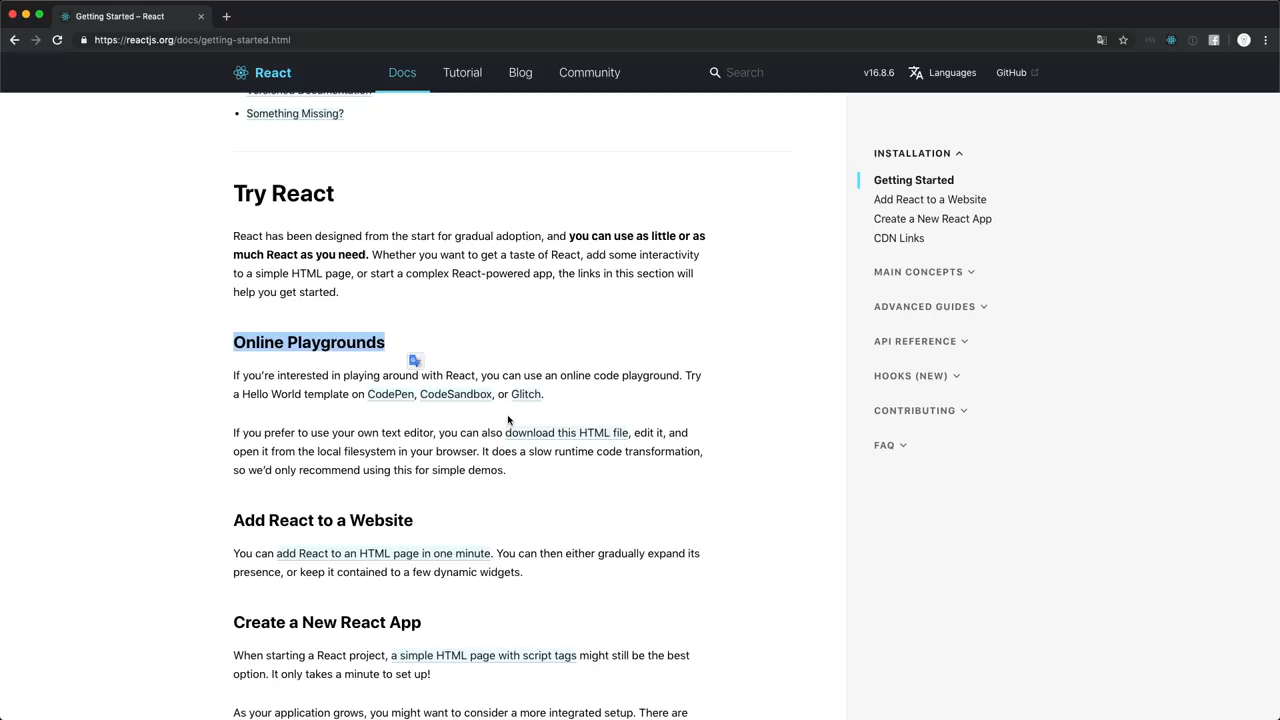 Getting Started – React
https://reactjs.org/docs/getting-started.html
React
Docs
Tutorial
Blog
Community
Search
v16.8.6
Languages
GitHub
Versioned Documentation
Something Missing?
Try React
React has been designed from the start for gradual adoption, and you can use as little or as
much React as you need. Whether you want to get a taste of React, add some interactivity
to a simple HTML page, or start a complex React-powered app, the links in this section will
help you get started.
Online Playgrounds
If you’re interested in playing around with React, you can use an online code playground. Try
a Hello World template on CodePen, CodeSandbox, or Glitch.
If you prefer to use your own text editor, you can also download this HTML file, edit it, and
open it from the local filesystem in your browser. It does a slow runtime code transformation,
so we’d only recommend using this for simple demos.
Add React to a Website
You can add React to an HTML page in one minute. You can then either gradually expand its
presence, or keep it contained to a few dynamic widgets.
Create a New React App
When starting a React project, a simple HTML page with script tags might still be the best
option. It only takes a minute to set up!
As your application grows, you might want to consider a more integrated setup. There are
INSTALLATION
Getting Started
Add React to a Website
Create a New React App
CDN Links
MAIN CONCEPTS
ADVANCED GUIDES
API REFERENCE
HOOKS (NEW)
CONTRIBUTING
FAQ